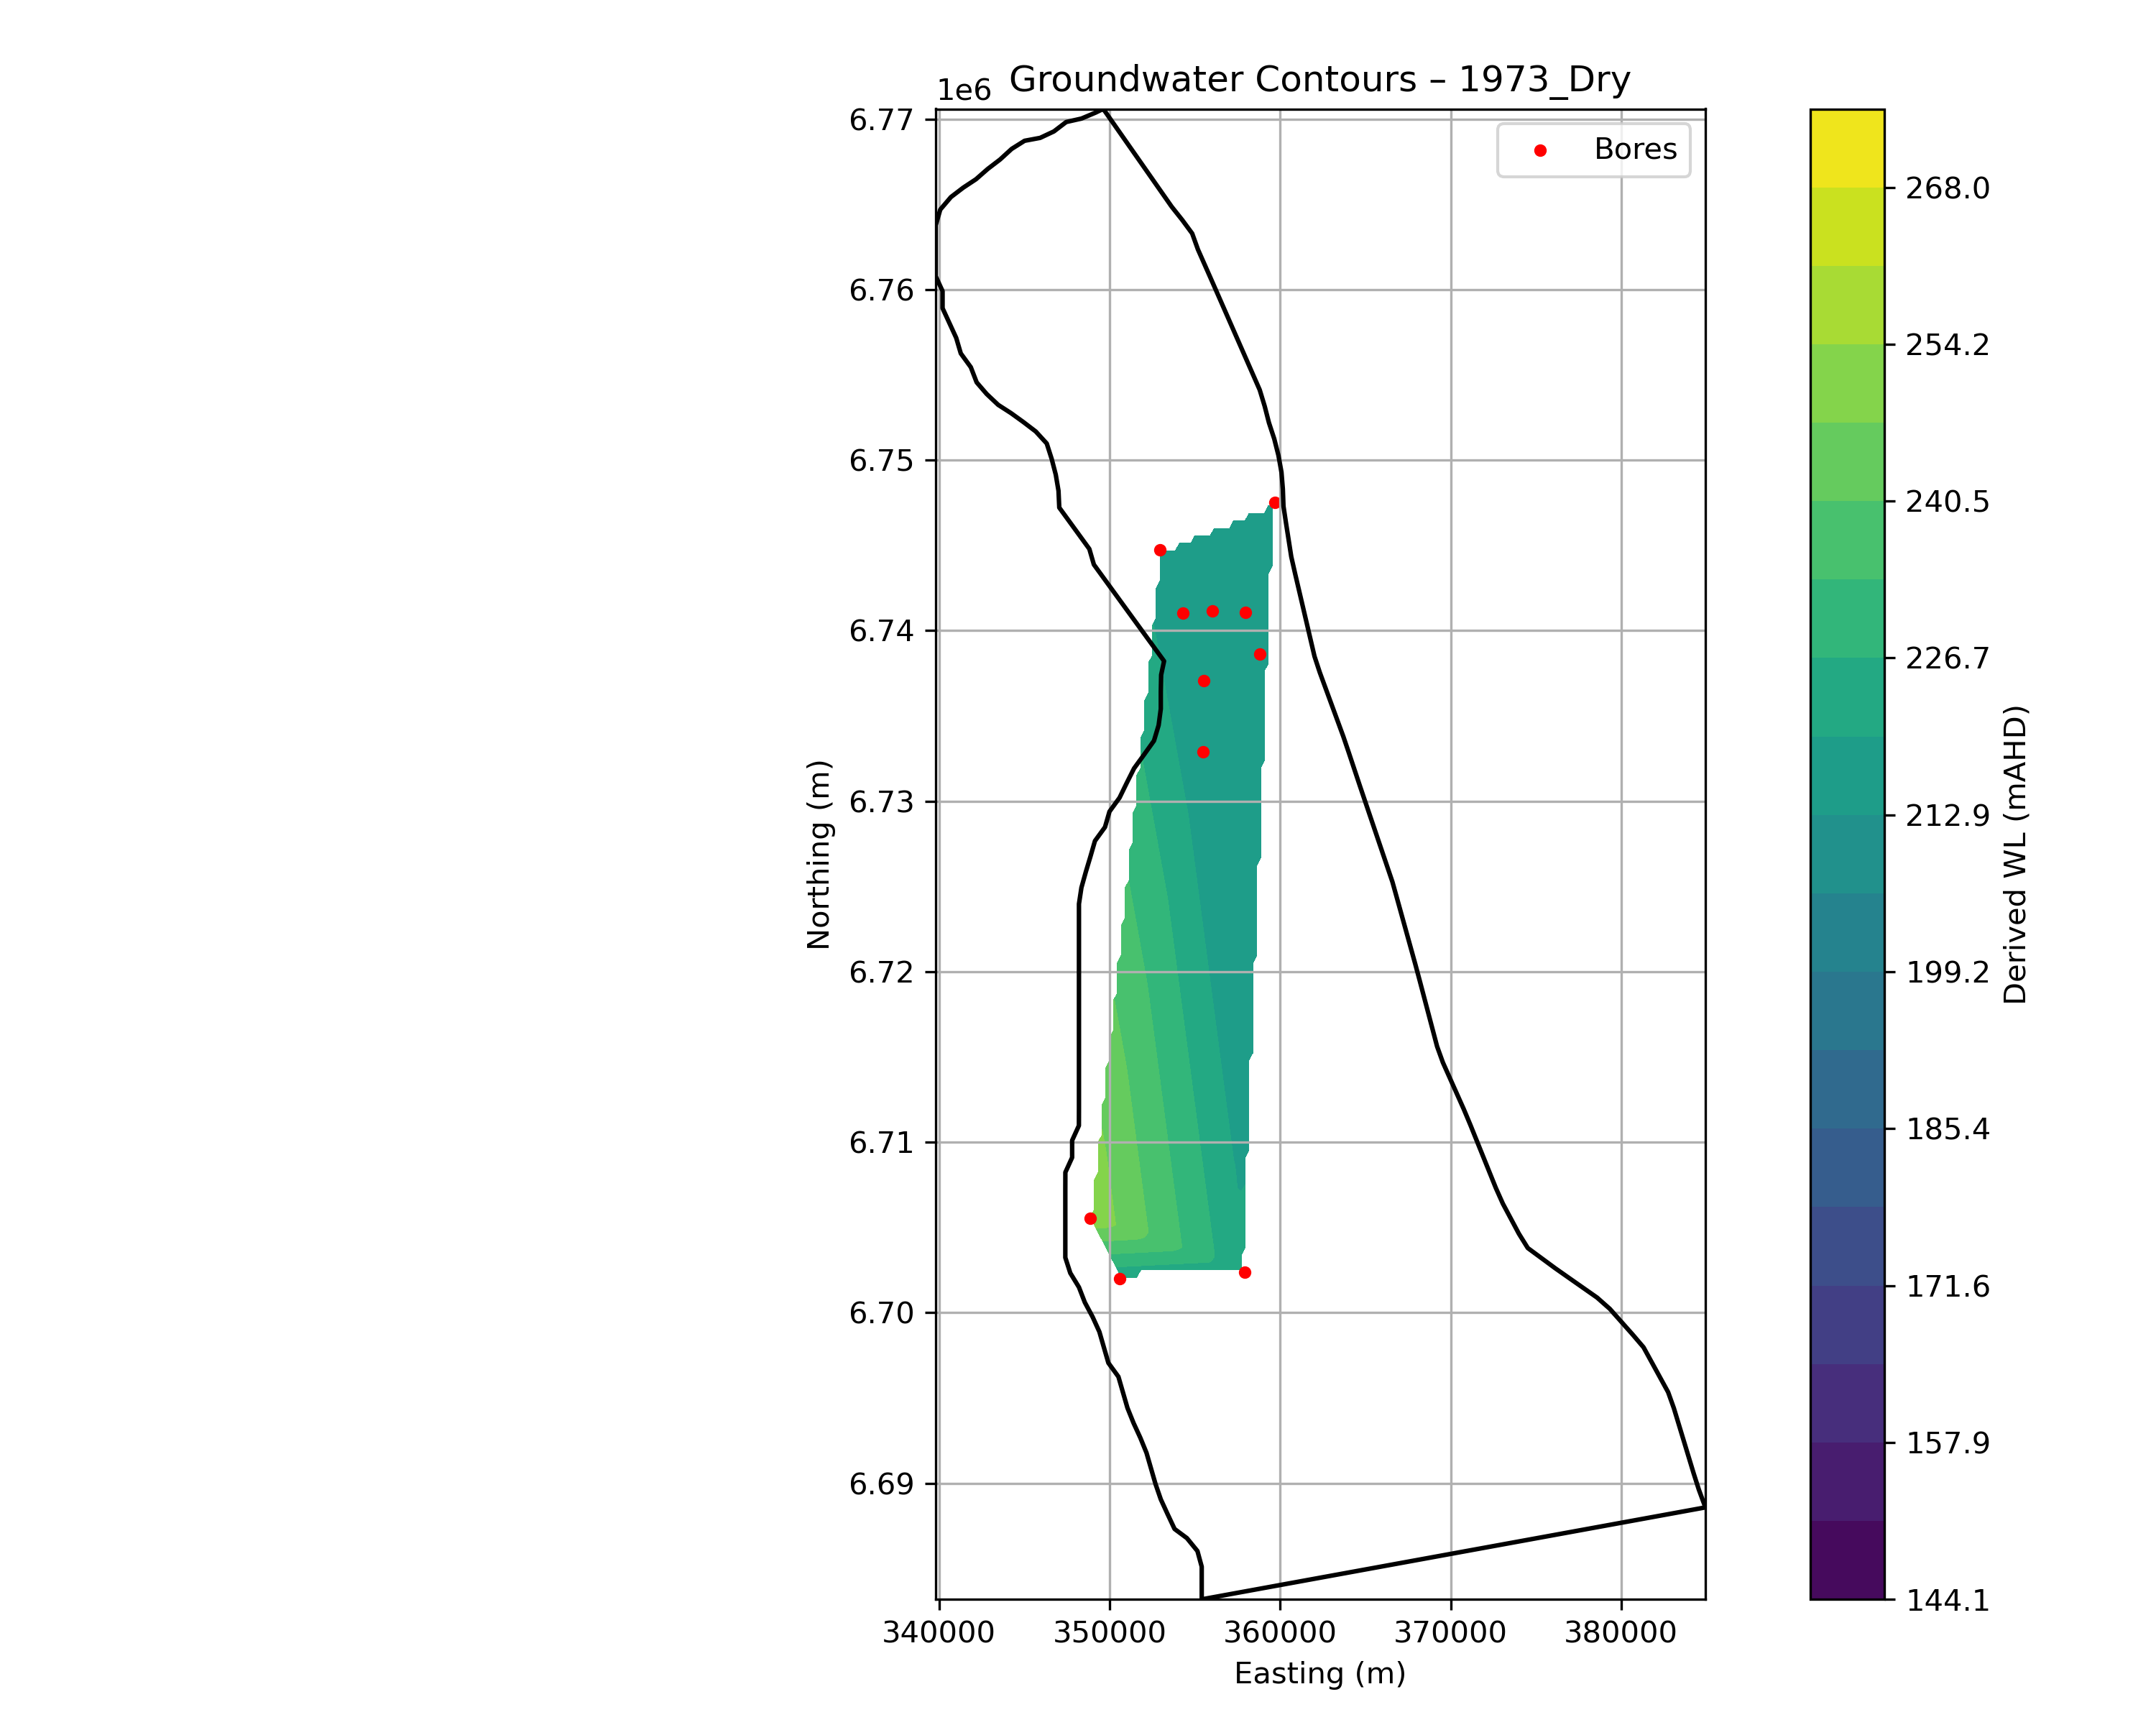 Groundwater Contours – 1973_Dry
1e6
Bores
6.77
6.76
6.75
6.74
6.73
6.72
6.71
6.70
6.69
Northing (m)
340000 350000 360000 370000 380000
Easting (m)
268.0
254.2
240.5
226.7
212.9
199.2
185.4
171.6
157.9
144.1
Derived WL (mAHD)